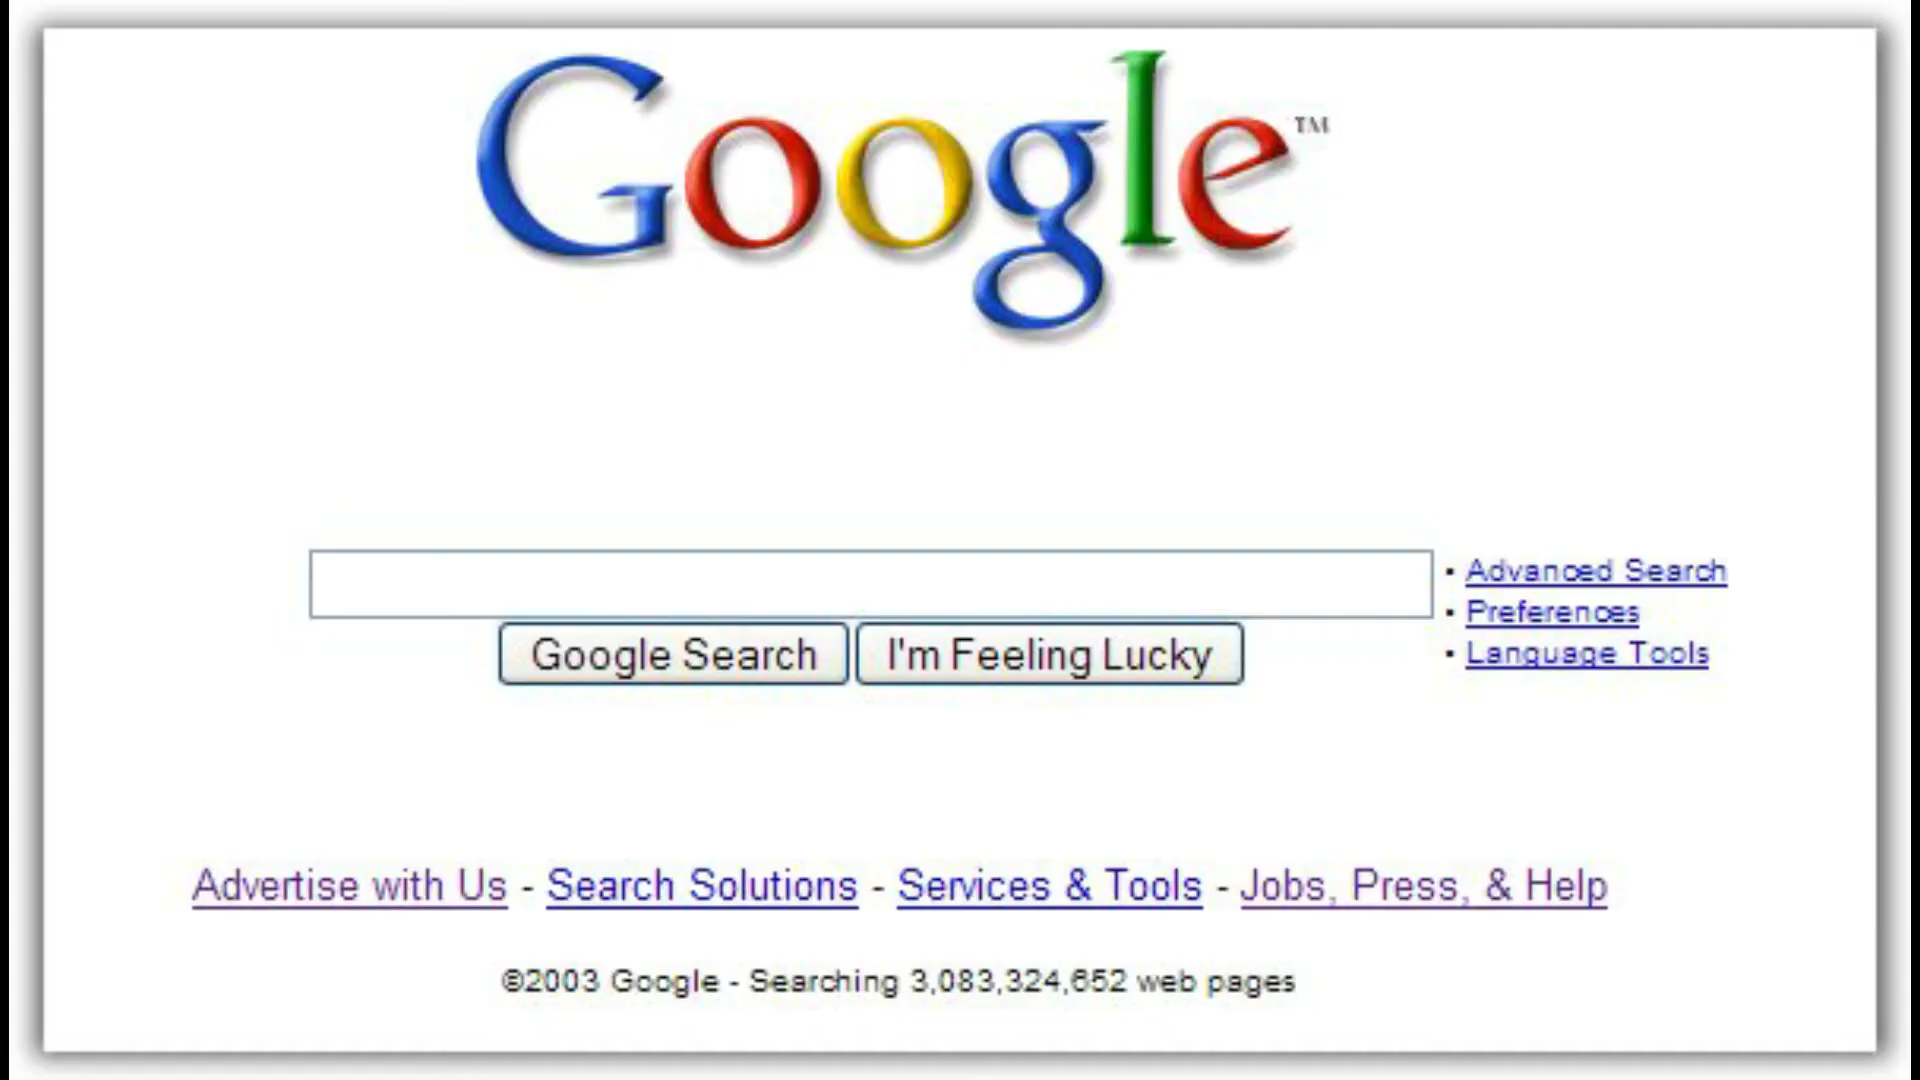 Google™
• Advanced Search
• Preferences
• Language Tools
Google Search I'm Feeling Lucky
Advertise with Us - Search Solutions - Services & Tools - Jobs, Press, & Help
©2003 Google - Searching 3,083,324,652 web pages